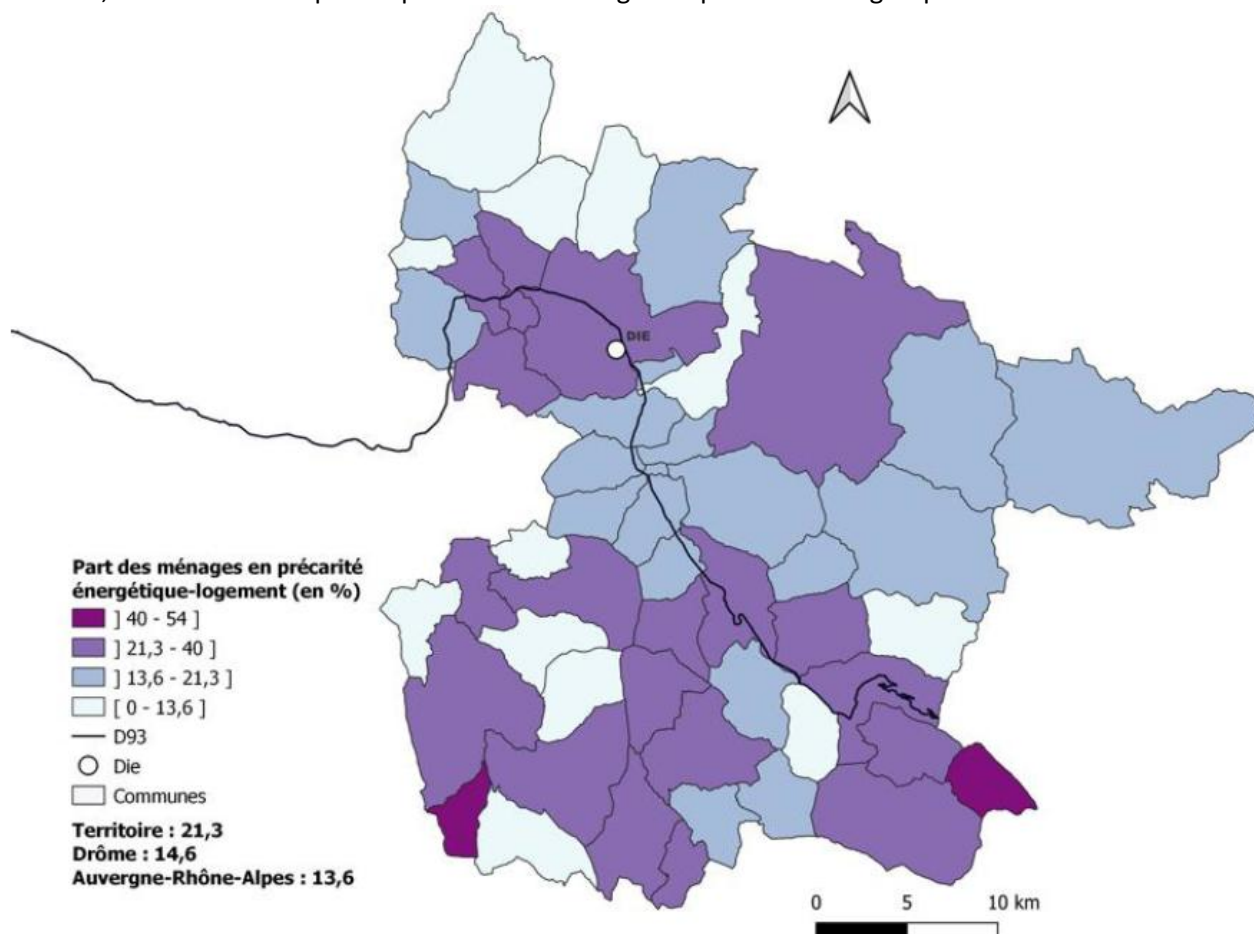 DIE
Part des ménages en précarité
énergétique-logement (en %)
] 40 - 54 ]
] 21,3 - 40 ]
] 13,6 - 21,3 ]
[ 0 - 13,6 ]
D93
Die
Communes
Territoire : 21,3
Drôme : 14,6
Auvergne-Rhône-Alpes : 13,6
0 5 10 km